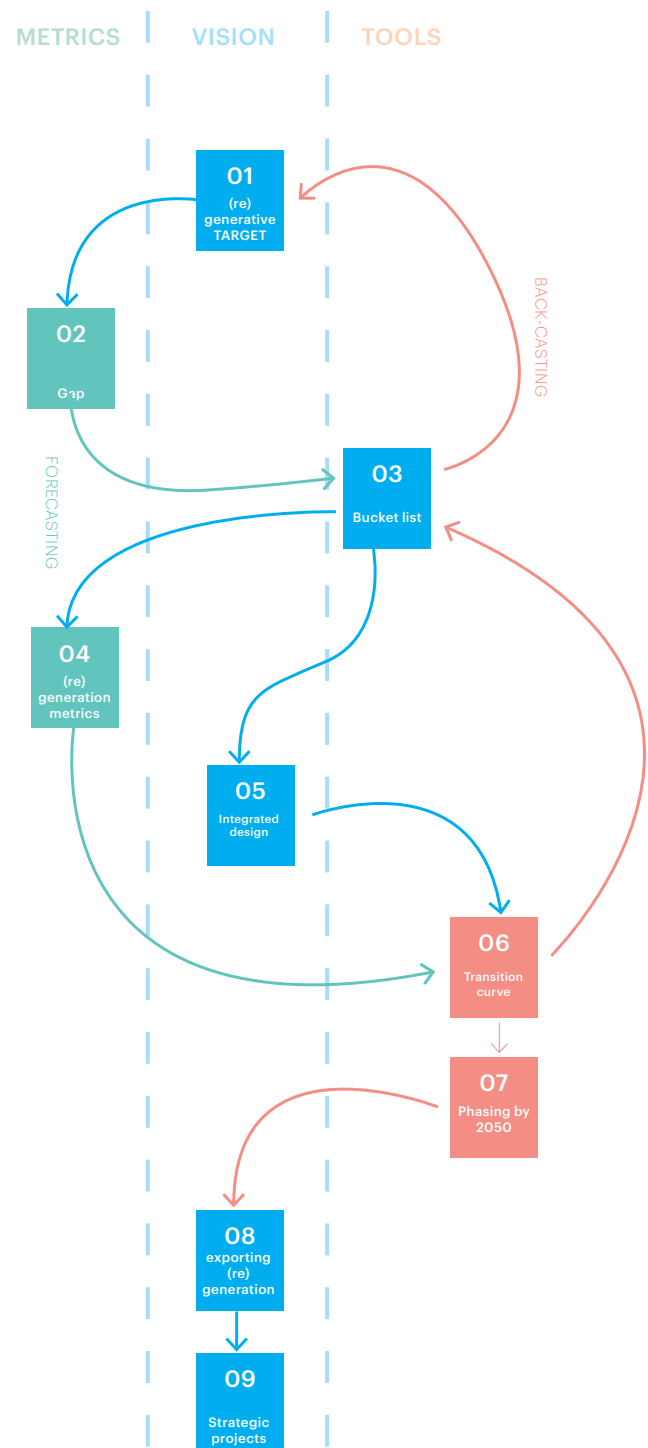 METRICS
VISION
TOOLS
01
(re)
generative
TARGET
BACK-CASTING
02
Gap
FORECASTING
03
Bucket list
04
(re)
generation
metrics
05
Integrated
design
06
Transition
curve
07
Phasing by
2050
08
exporting
(re)
generation
09
Strategic
projects